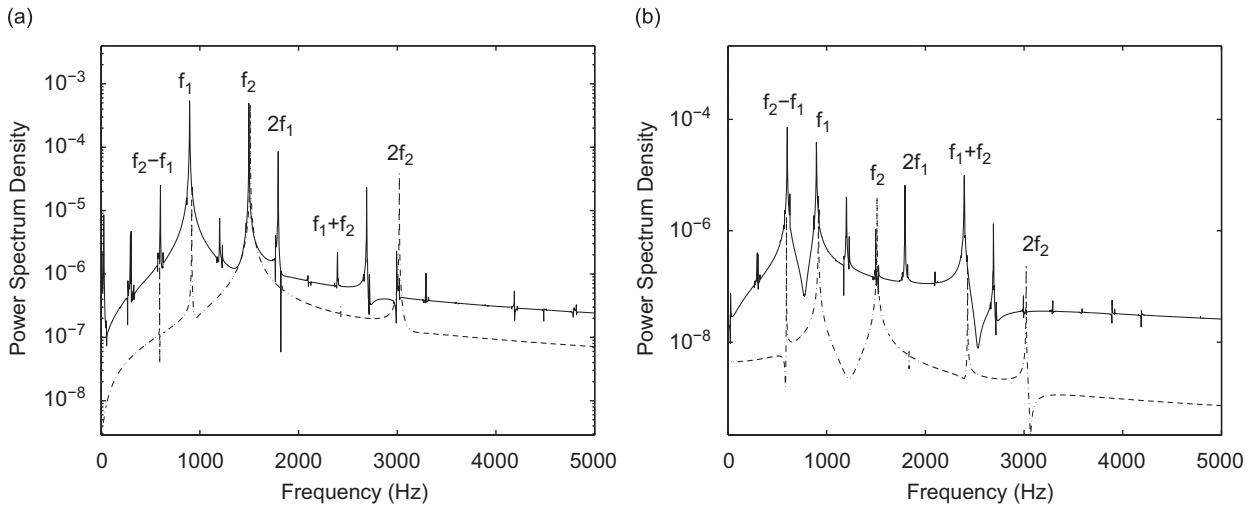 (a)
Power Spectrum Density
10⁻³
10⁻⁴
10⁻⁵
10⁻⁶
10⁻⁷
10⁻⁸
f₁
f₂
2f₁
f₂−f₁
2f₂
f₁+f₂
0 1000 2000 3000 4000 5000
Frequency (Hz)
(b)
Power Spectrum Density
10⁻⁴
10⁻⁶
10⁻⁸
f₂−f₁
f₁
f₂
2f₁
f₁+f₂
2f₂
0 1000 2000 3000 4000 5000
Frequency (Hz)